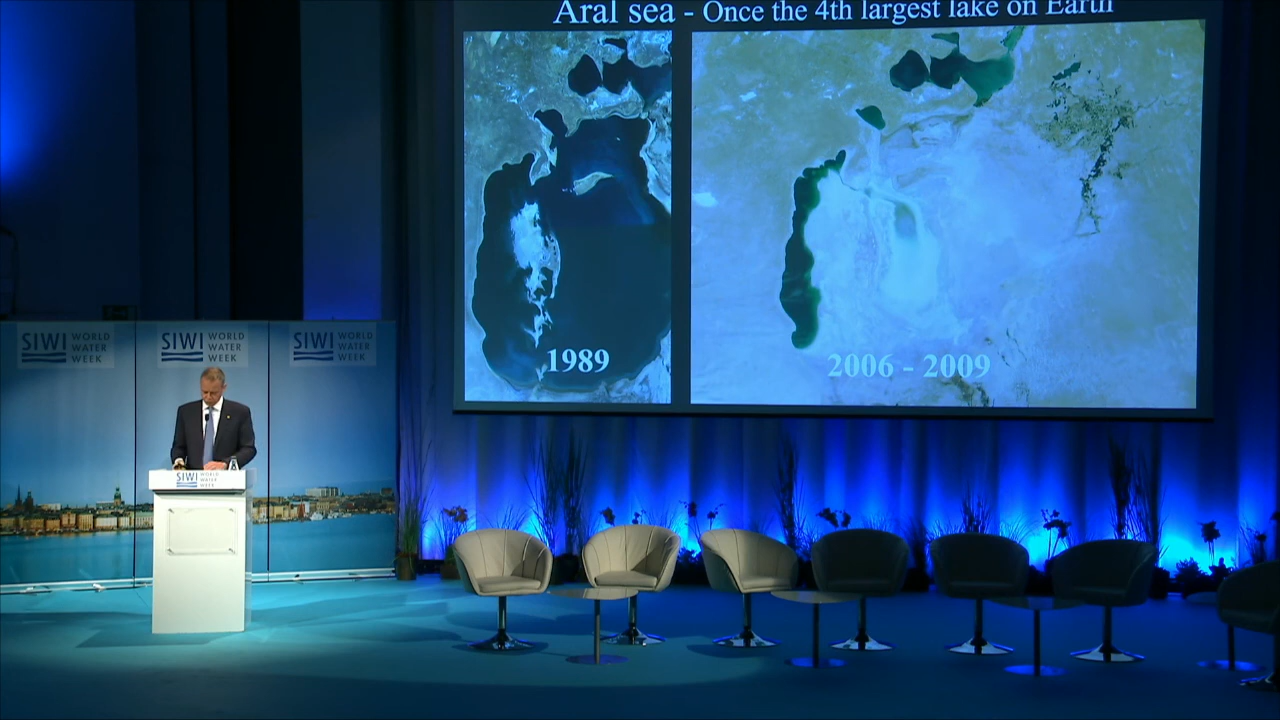 Aral sea - Once the 4th largest lake on Earth
1989
2006 - 2009
SIWI WORLD
WATER
WEEK
SIWI WORLD
WATER
WEEK
SIWI WORLD
WATER
WEEK
SIWI WORLD
WATER
WEEK